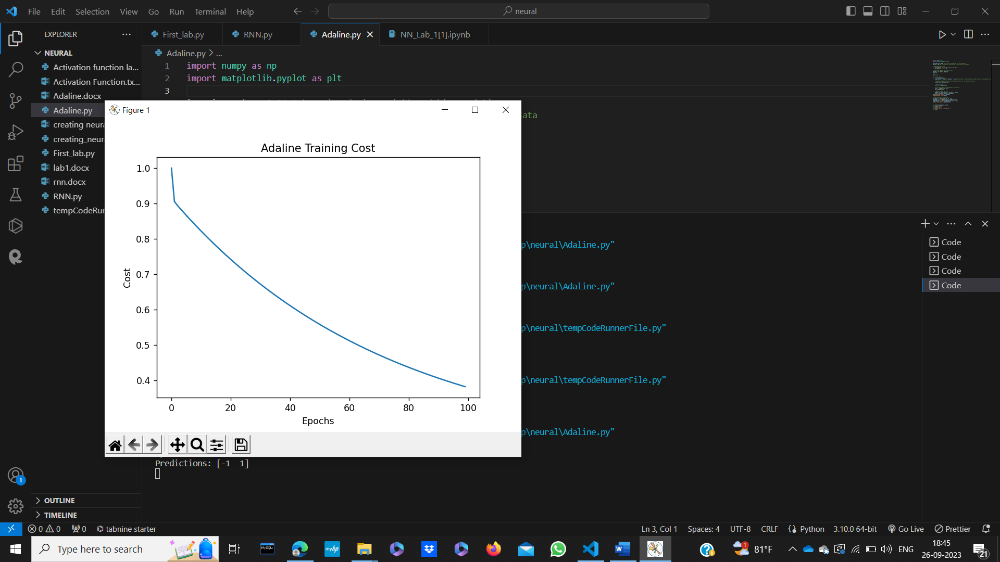 File Edit Selection View Go Run Terminal Help
neural
EXPLORER
First_lab.py
RNN.py
Adaline.py
NN_Lab_1[1].ipynb
NEURAL
Activation function la...
Activation Function.tx...
Adaline.docx
Adaline.py
creating neura
creating_neur
First_lab.py
lab1.docx
rnn.docx
RNN.py
tempCodeRur
Adaline.py > ...
1 import numpy as np
2 import matplotlib.pyplot as plt
3
ata
Figure 1
Adaline Training Cost
1.0
0.9
0.8
0.7
0.6
0.5
0.4
Cost
0 20 40 60 80 100
Epochs
p\neural\Adaline.py"
p\neural\Adaline.py"
p\neural\tempCodeRunnerFile.py"
p\neural\tempCodeRunnerFile.py"
p\neural\Adaline.py"
Predictions: [-1  1]
Code
Code
Code
Code
1
OUTLINE
TIMELINE
0 0 0 tabnine starter
Ln 3, Col 1 Spaces: 4 UTF-8 CRLF Python 3.10.0 64-bit Go Live Prettier
Type here to search
MySQL
myhp
1
81°F
ENG
18:45
26-09-2023
21